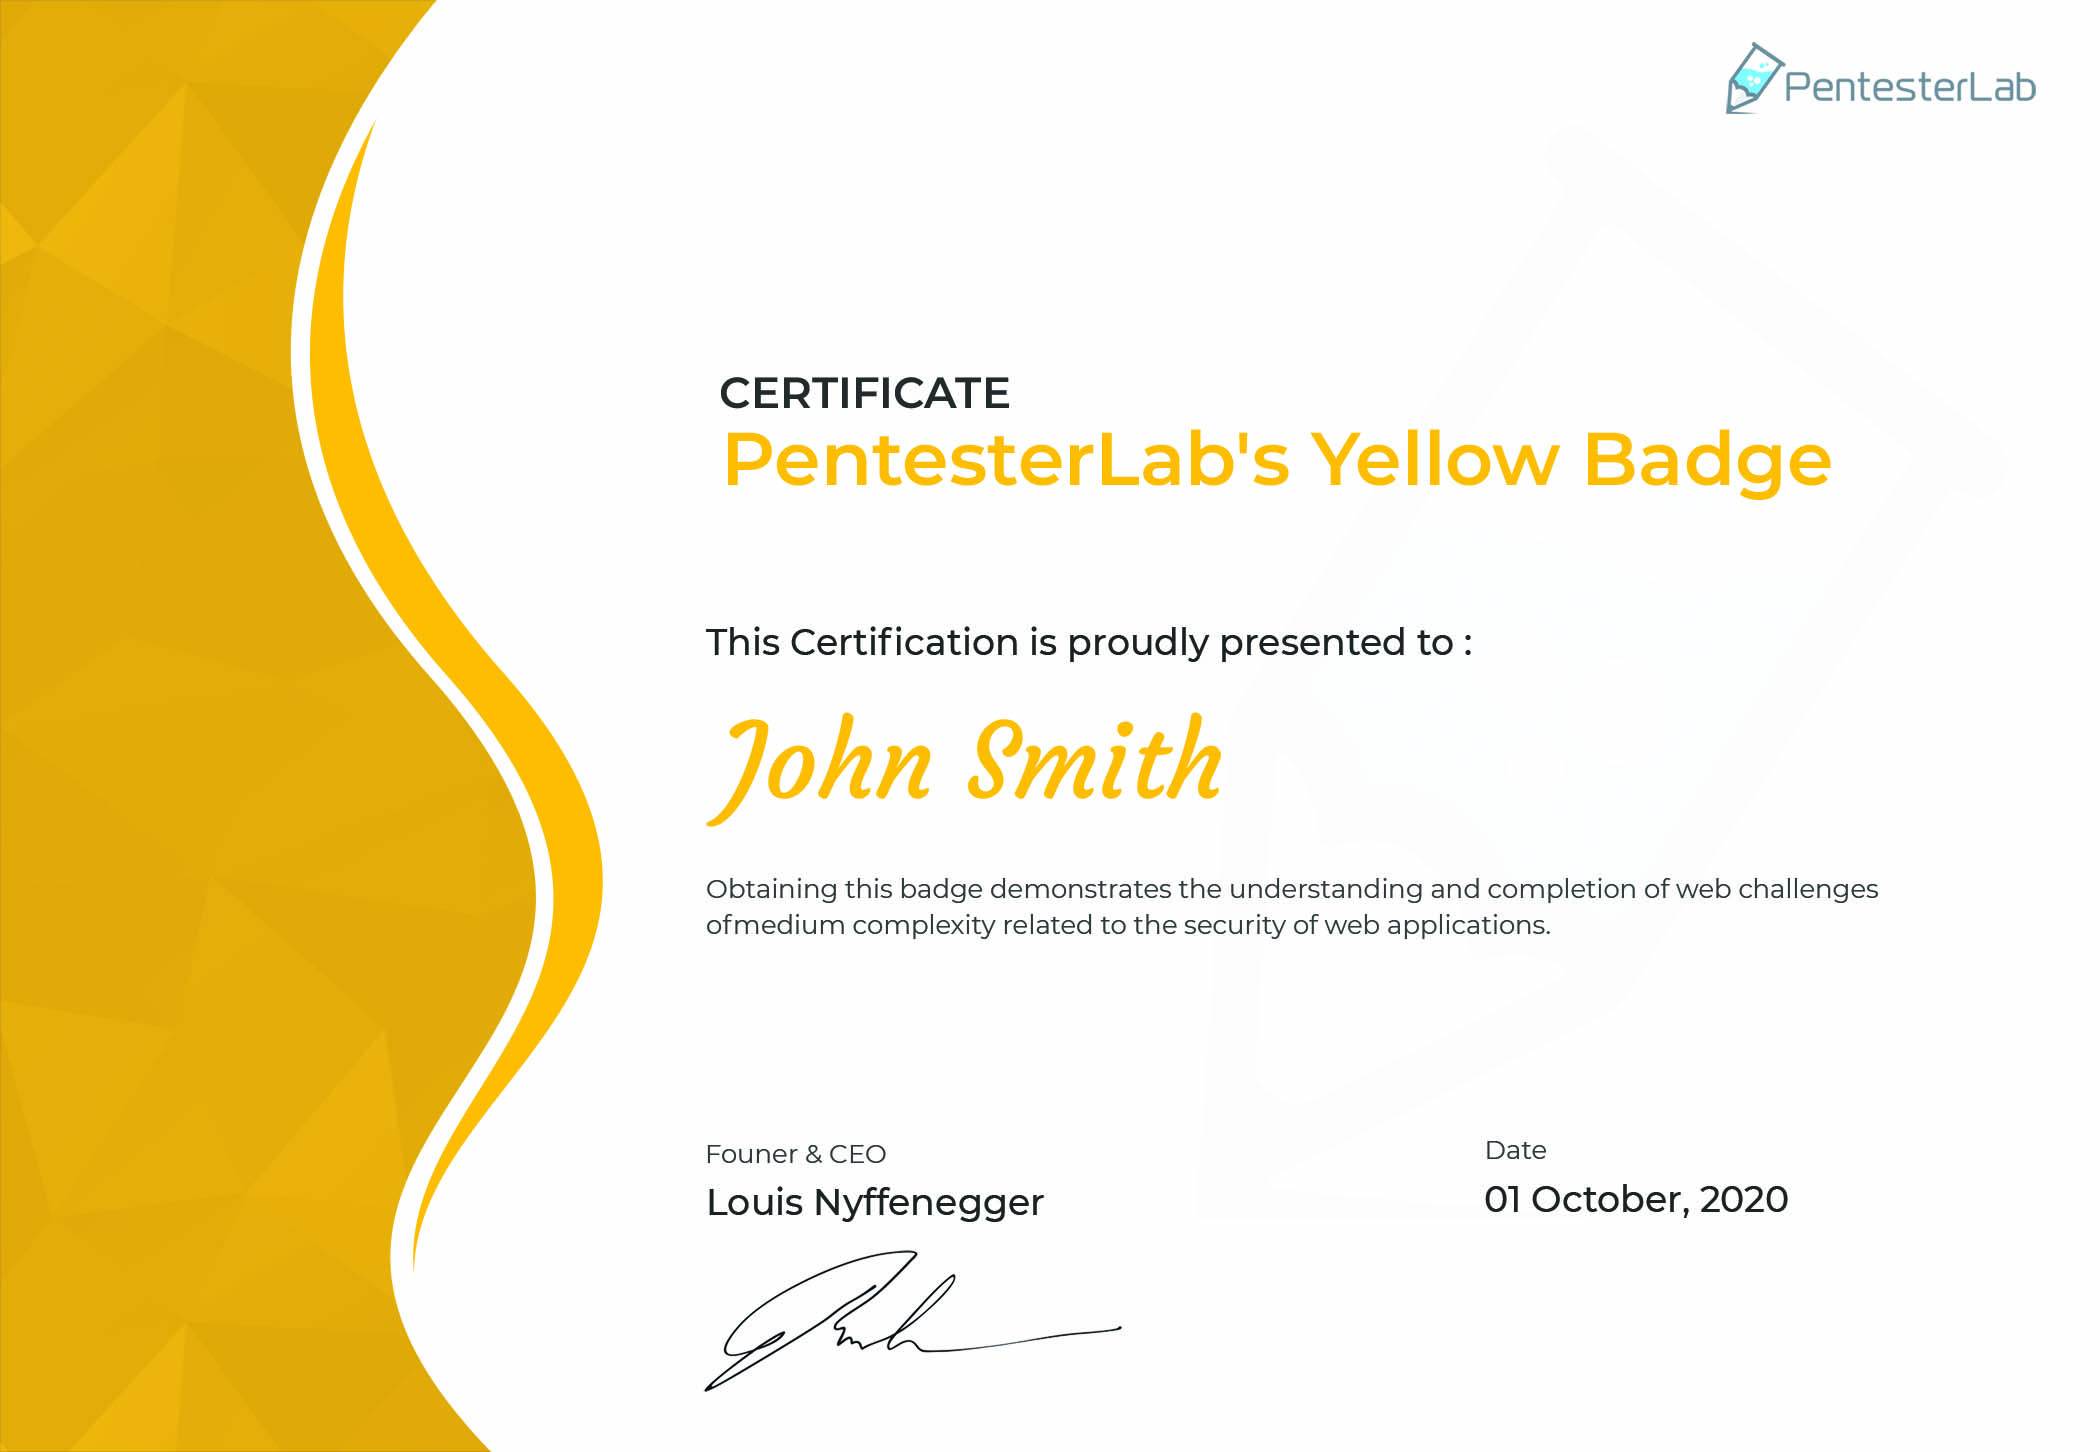 PentesterLab
CERTIFICATE
PentesterLab's Yellow Badge
This Certification is proudly presented to :
John Smith
Obtaining this badge demonstrates the understanding and completion of web challenges
ofmedium complexity related to the security of web applications.
Founer & CEO
Louis Nyffenegger
Date
01 October, 2020